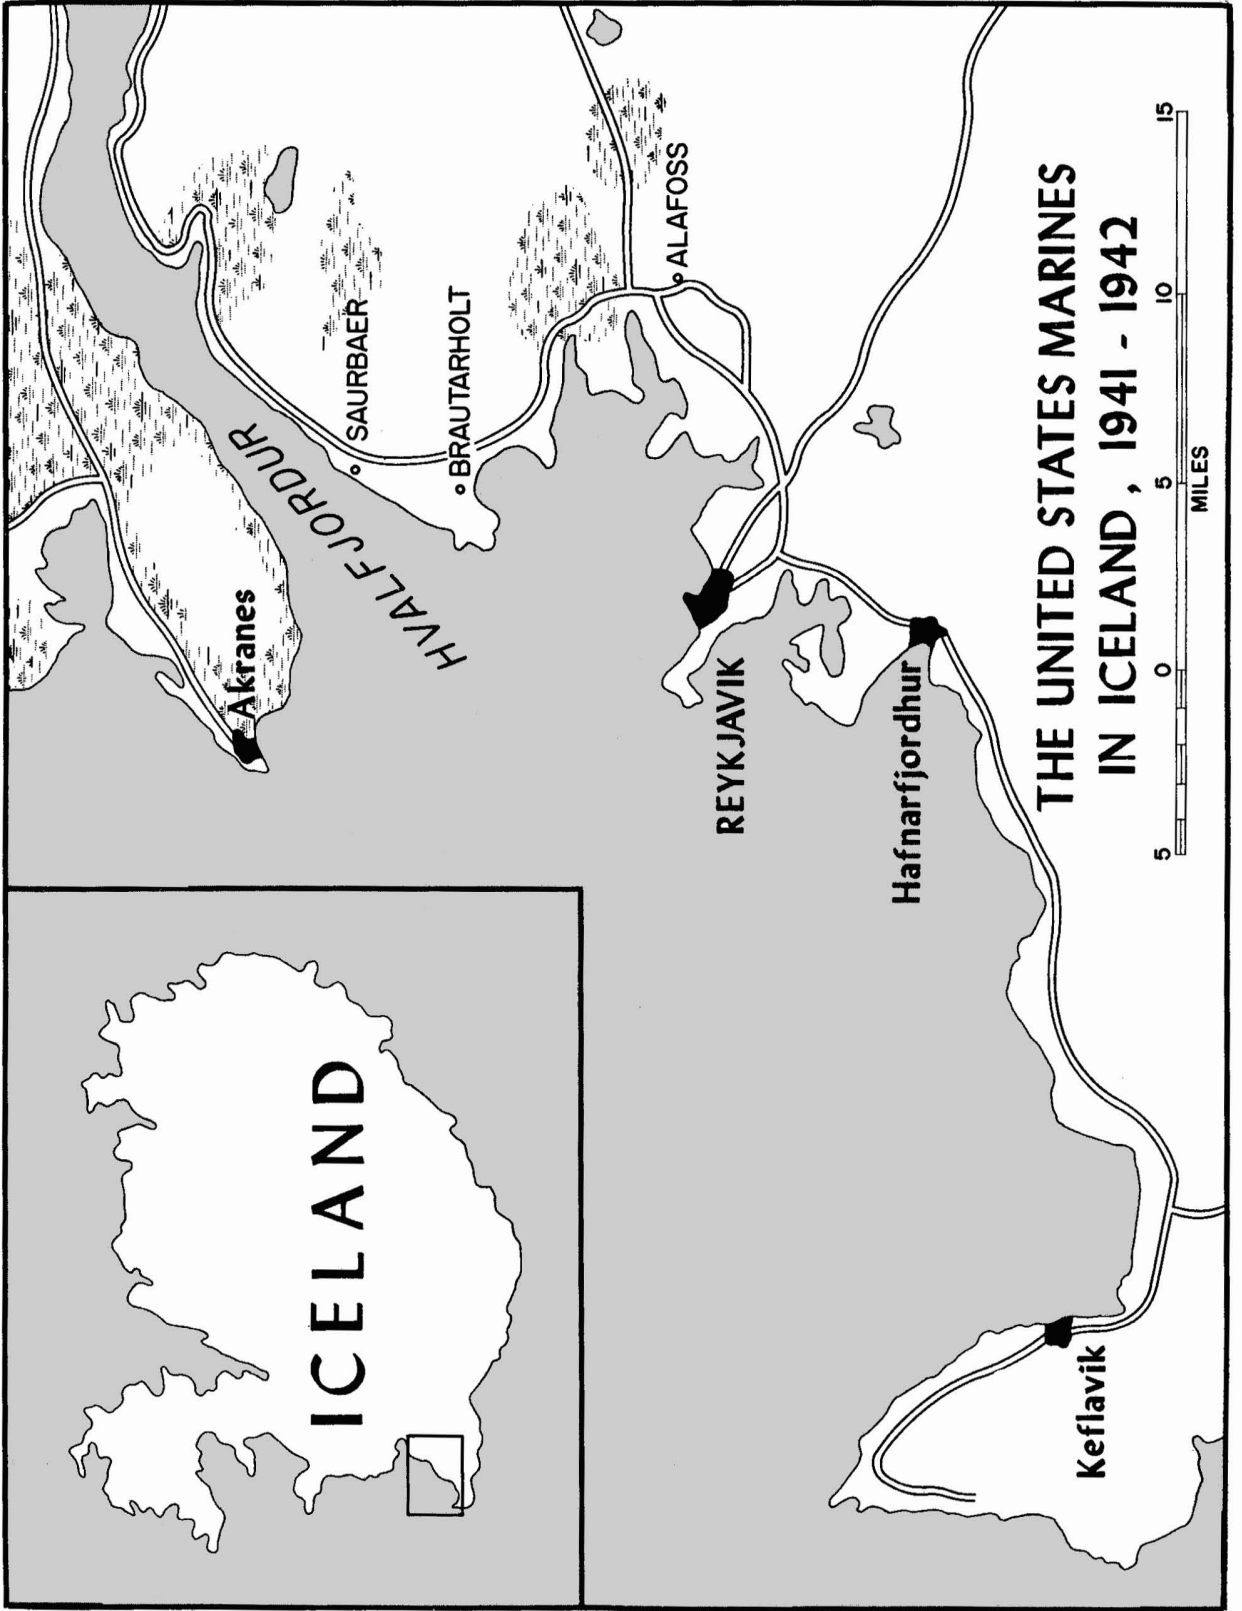 ICELAND
Akranes
HVALFJORDUR
SAURBAER
BRAUTARHOLT
ALAFOSS
REYKJAVIK
Hafnarfjordhur
Keflavik
THE UNITED STATES MARINES
IN ICELAND, 1941 - 1942
5 0 5 10 15
MILES